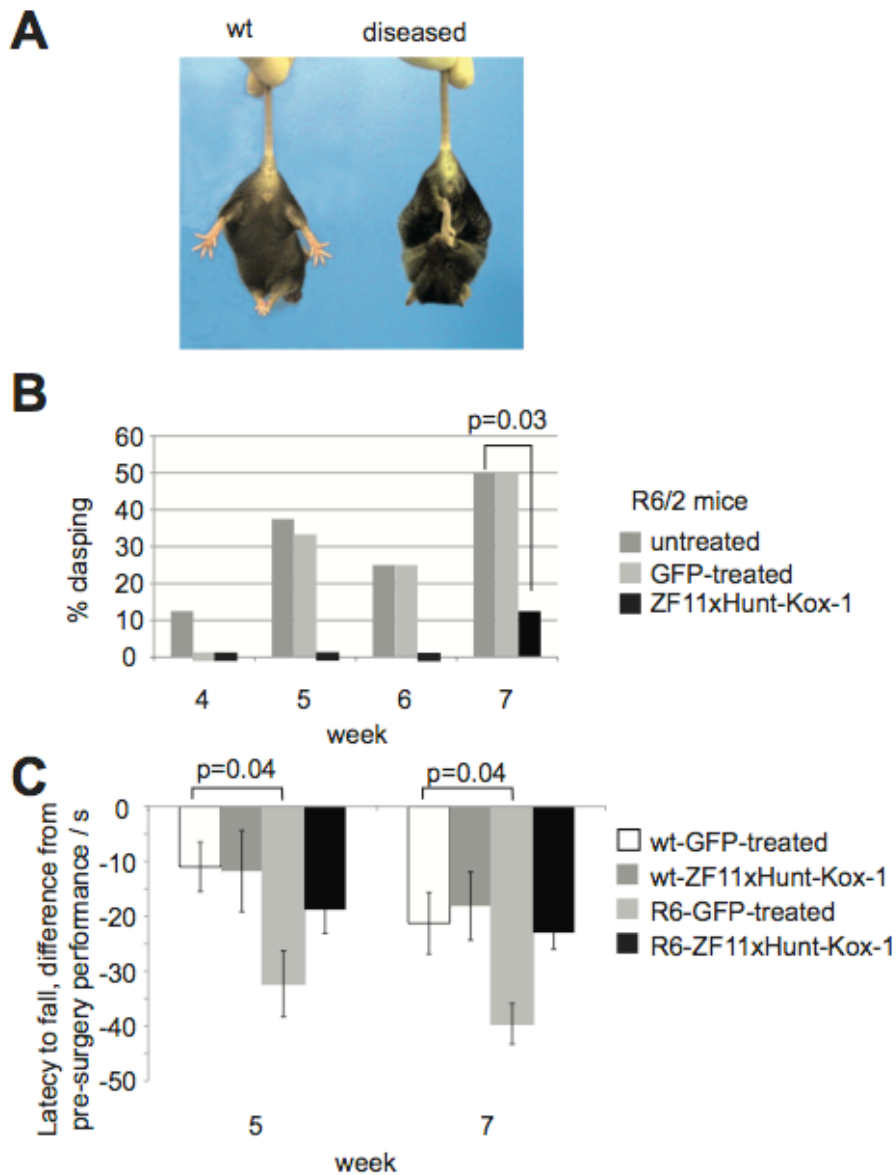 A
wt diseased
B
p=0.03
60
50
40
30
20
10
0
% clasping
4 5 6 7
week
R6/2 mice
untreated
GFP-treated
ZF11xHunt-Kox-1
C
p=0.04 p=0.04
0
-10
-20
-30
-40
-50
Latecy to fall, difference from
pre-surgery performance / s
5 7
week
wt-GFP-treated
wt-ZF11xHunt-Kox-1
R6-GFP-treated
R6-ZF11xHunt-Kox-1